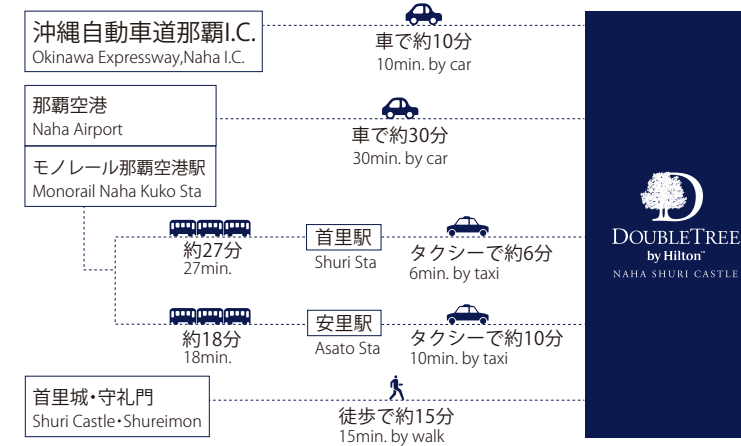 沖縄自動車道那覇I.C.
Okinawa Expressway,Naha I.C.
車で約10分
10min. by car
那覇空港
Naha Airport
車で約30分
30min. by car
モノレール那覇空港駅
Monorail Naha Kuko Sta
約27分
27min.
首里駅
Shuri Sta
タクシーで約6分
6min. by taxi
約18分
18min.
安里駅
Asato Sta
タクシーで約10分
10min. by taxi
首里城・守礼門
Shuri Castle・Shureimon
徒歩で約15分
15min. by walk
D
DOUBLETREE
by Hilton™
NAHA SHURI CASTLE